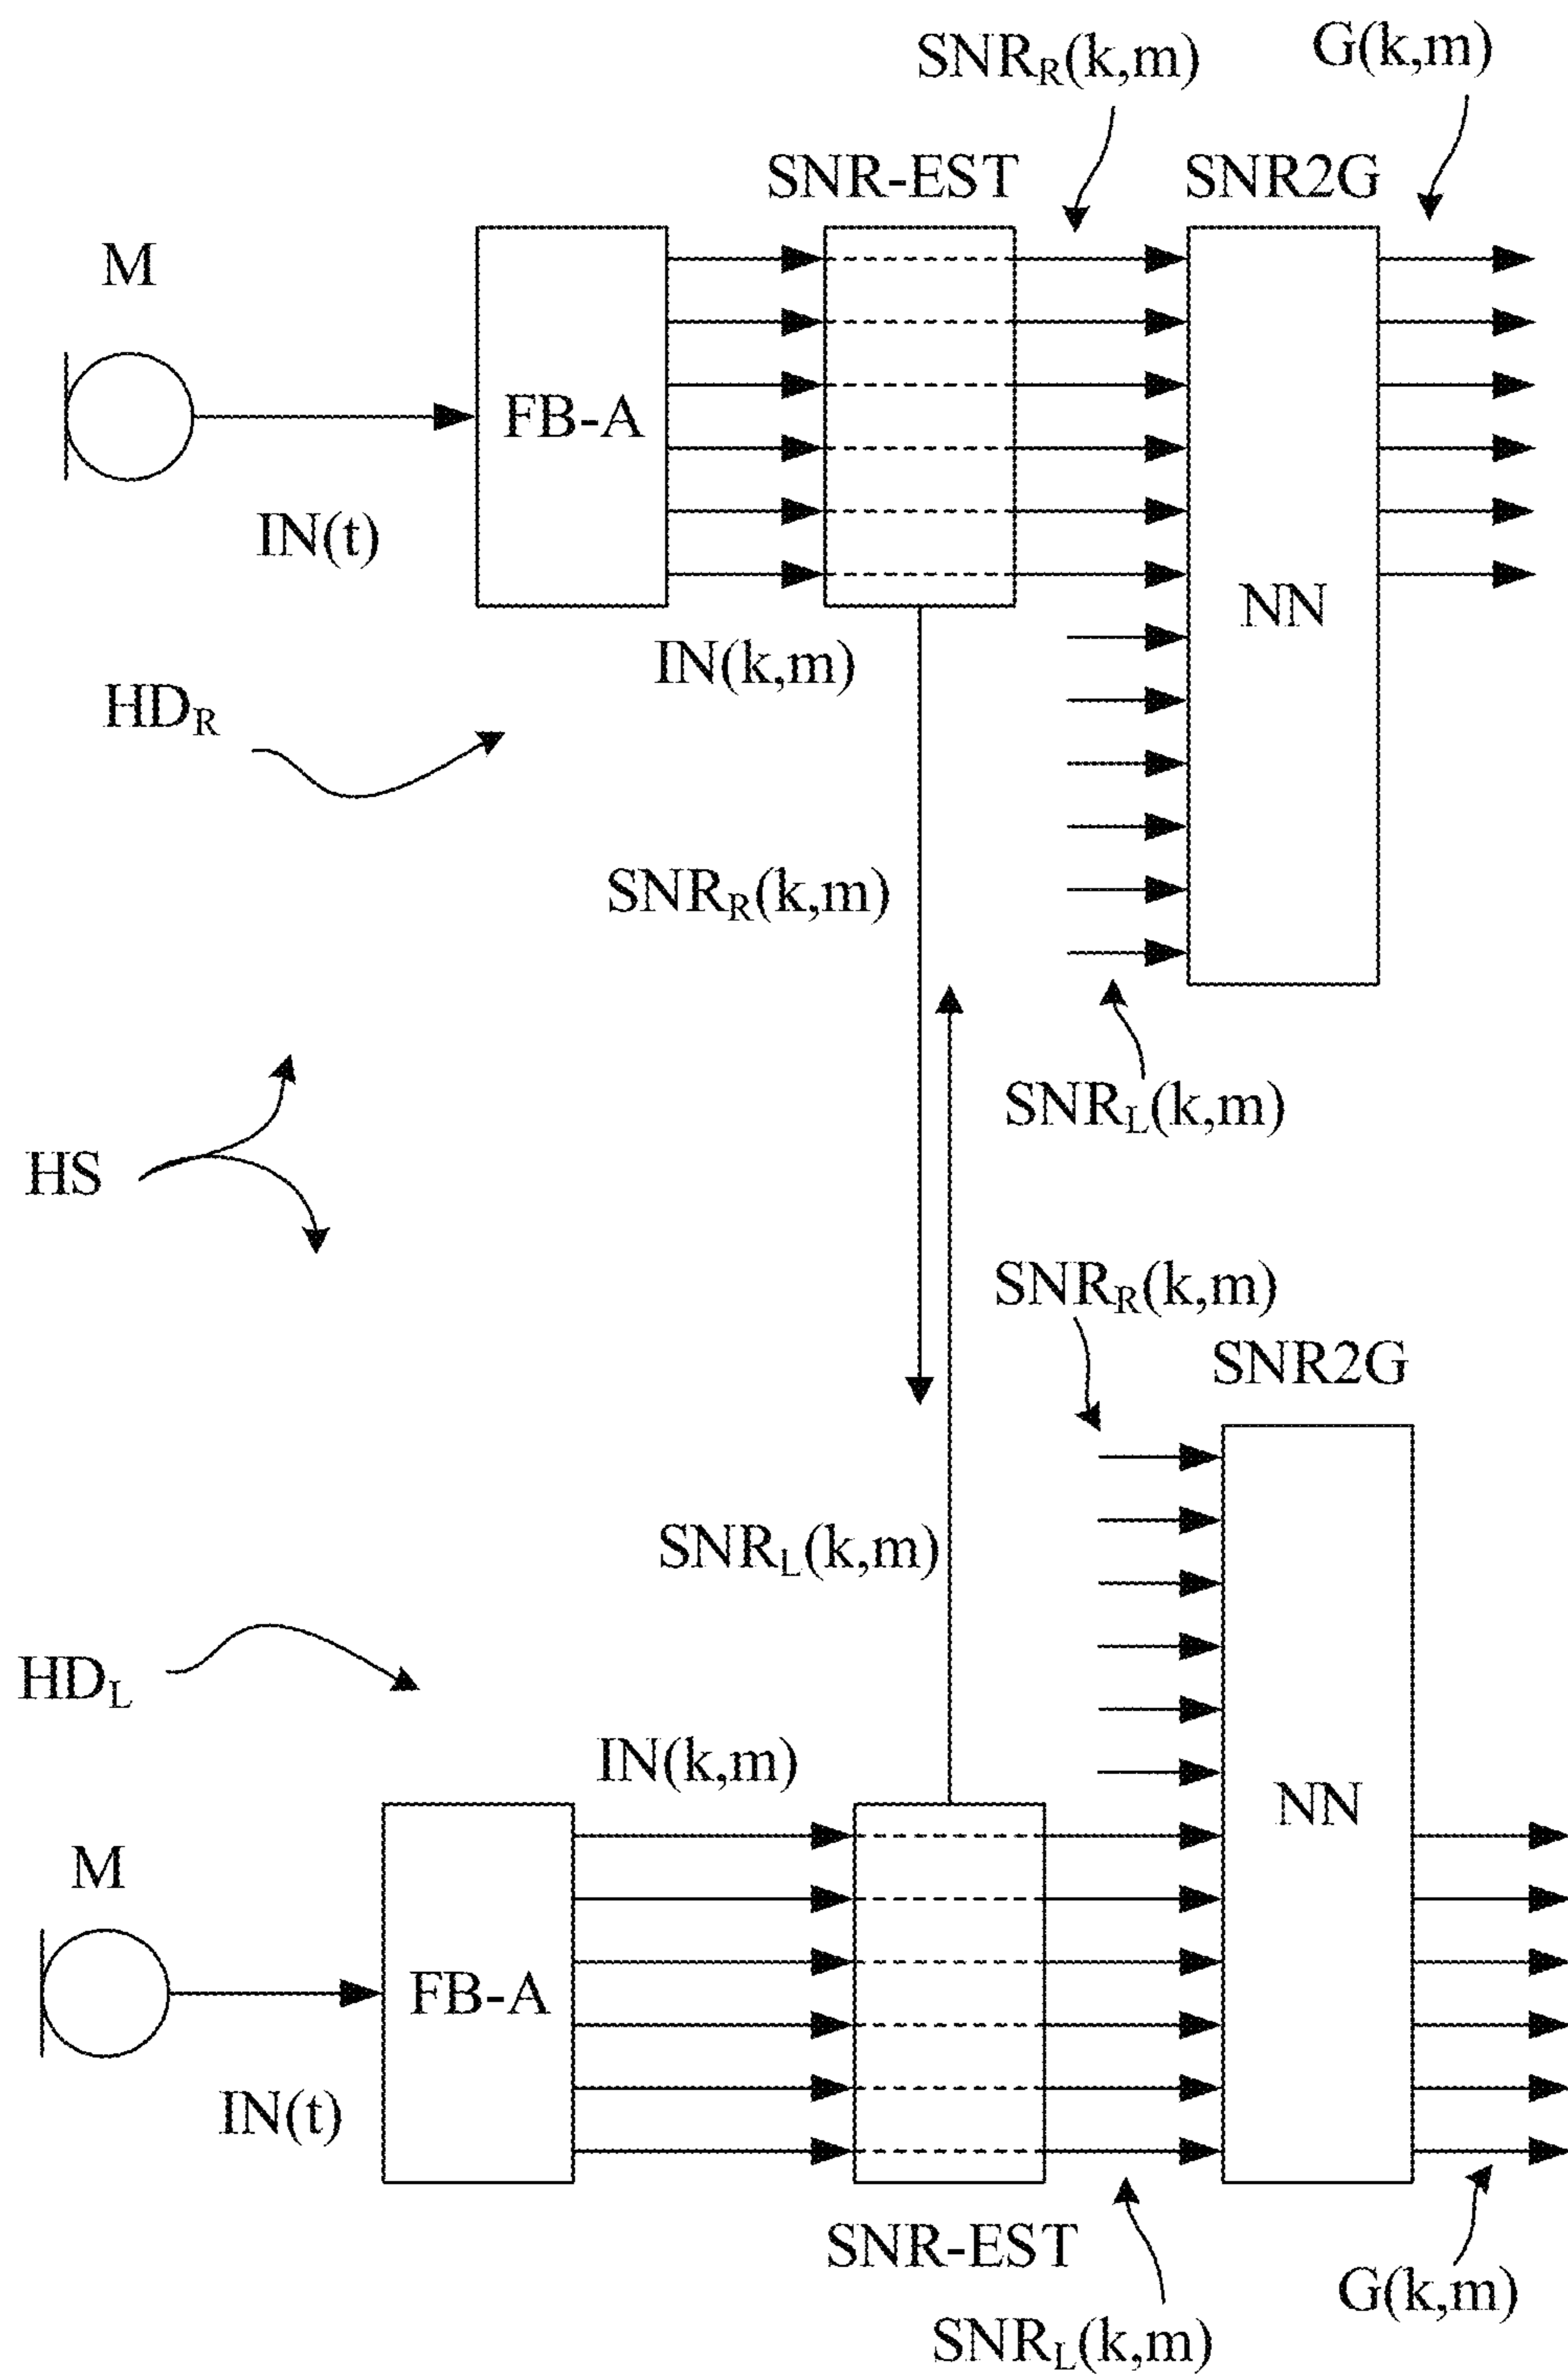 SNR_R(k,m)
G(k,m)
SNR-EST
SNR2G
M
FB-A
IN(t)
NN
IN(k,m)
HD_R
SNR_R(k,m)
SNR_L(k,m)
HS
SNR_R(k,m)
SNR2G
SNR_L(k,m)
HD_L
IN(k,m)
NN
M
FB-A
IN(t)
SNR-EST
G(k,m)
SNR_L(k,m)